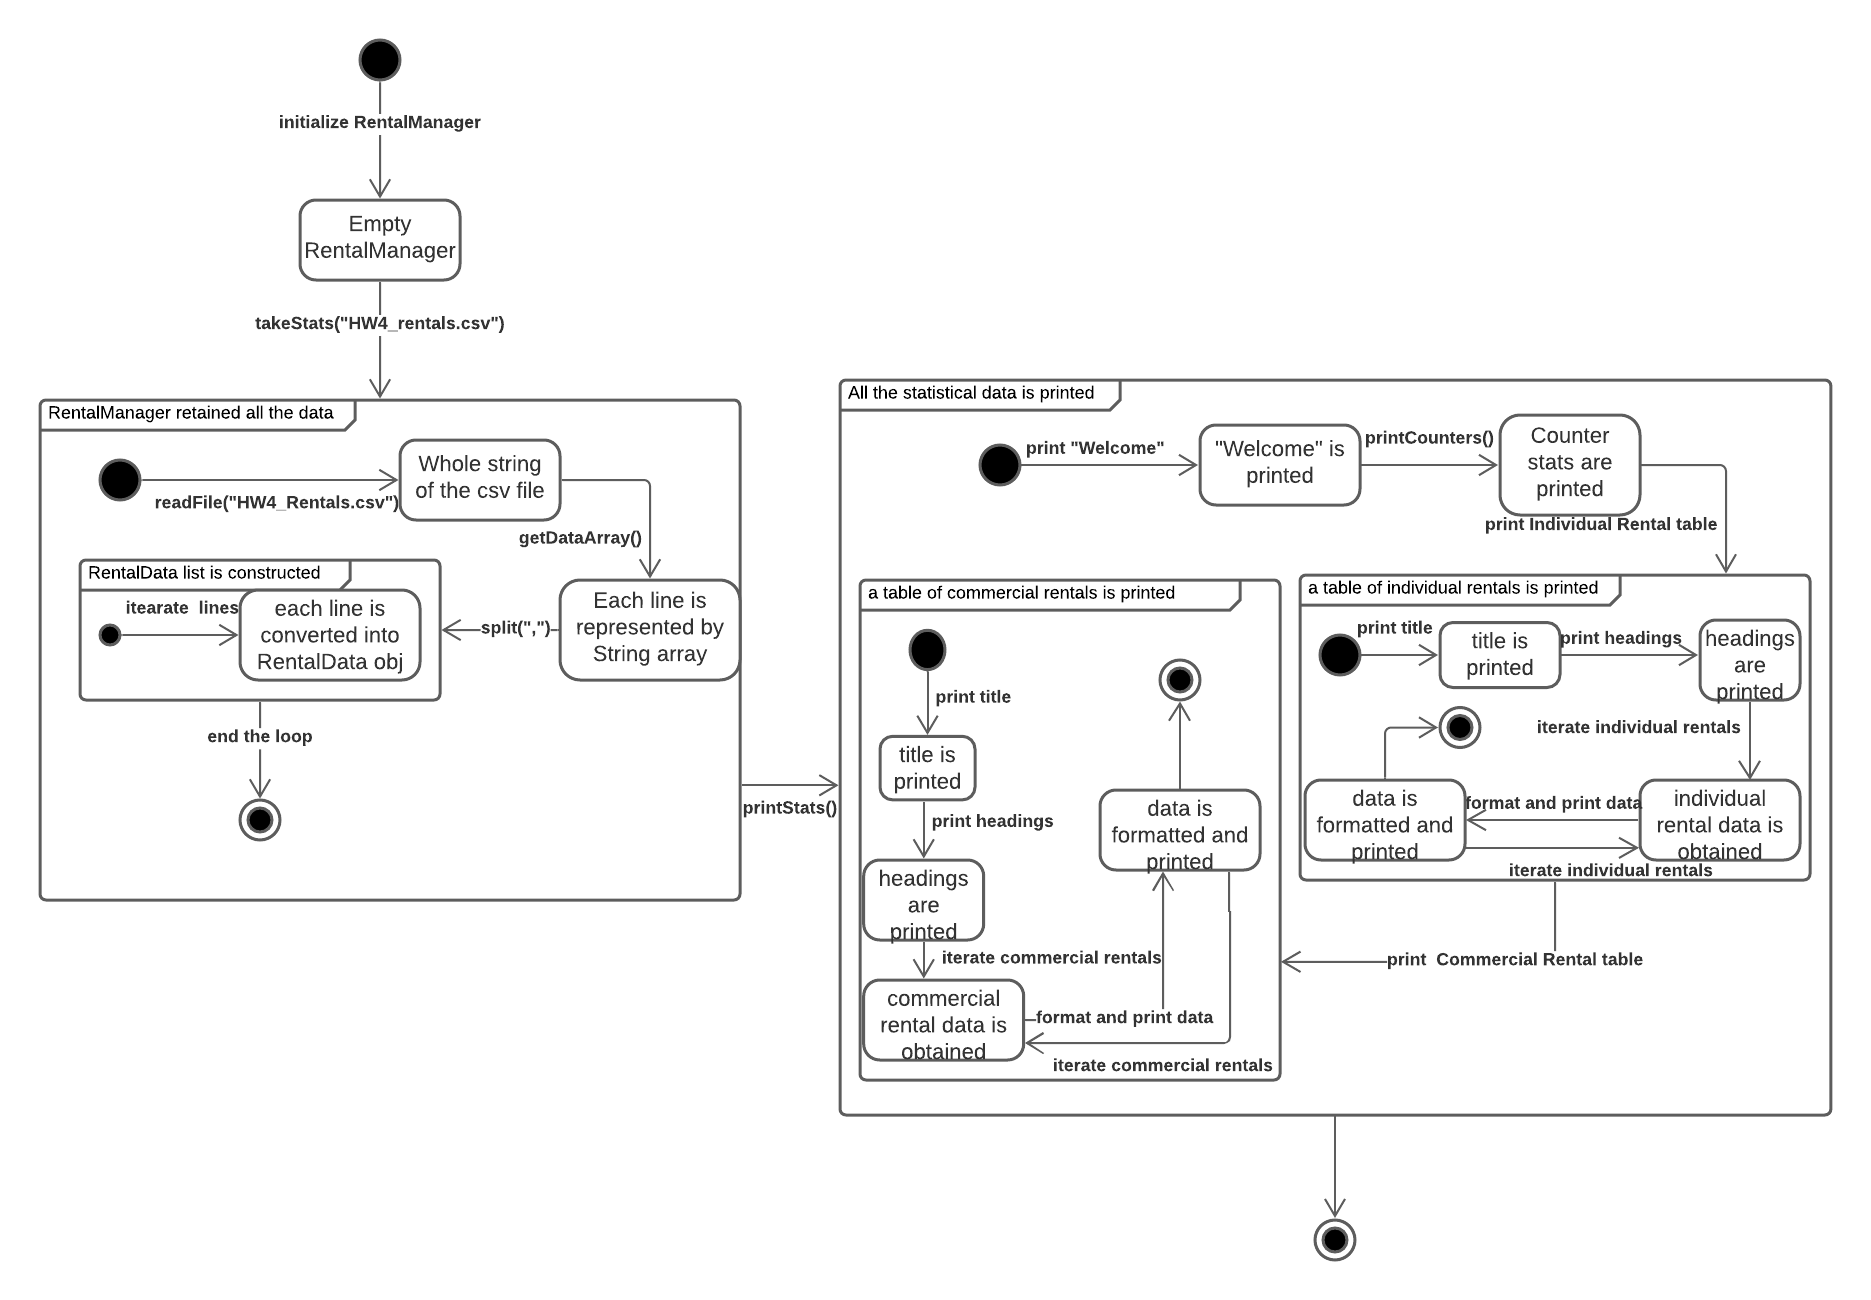 initialize RentalManager
Empty
RentalManager
takeStats("HW4_rentals.csv")
RentalManager retained all the data
readFile("HW4_Rentals.csv")
Whole string
of the csv file
getDataArray()
Each line is
represented by
String array
split(",")
RentalData list is constructed
itearate  lines
each line is
converted into
RentalData obj
end the loop
printStats()
All the statistical data is printed
print "Welcome"
"Welcome" is
printed
printCounters()
Counter
stats are
printed
print Individual Rental table
a table of individual rentals is printed
print title
title is
printed
print headings
headings
are
printed
iterate individual rentals
individual
rental data is
obtained
format and print data
data is
formatted and
printed
iterate individual rentals
print  Commercial Rental table
a table of commercial rentals is printed
print title
title is
printed
print headings
headings
are
printed
iterate commercial rentals
commercial
rental data is
obtained
format and print data
data is
formatted and
printed
iterate commercial rentals